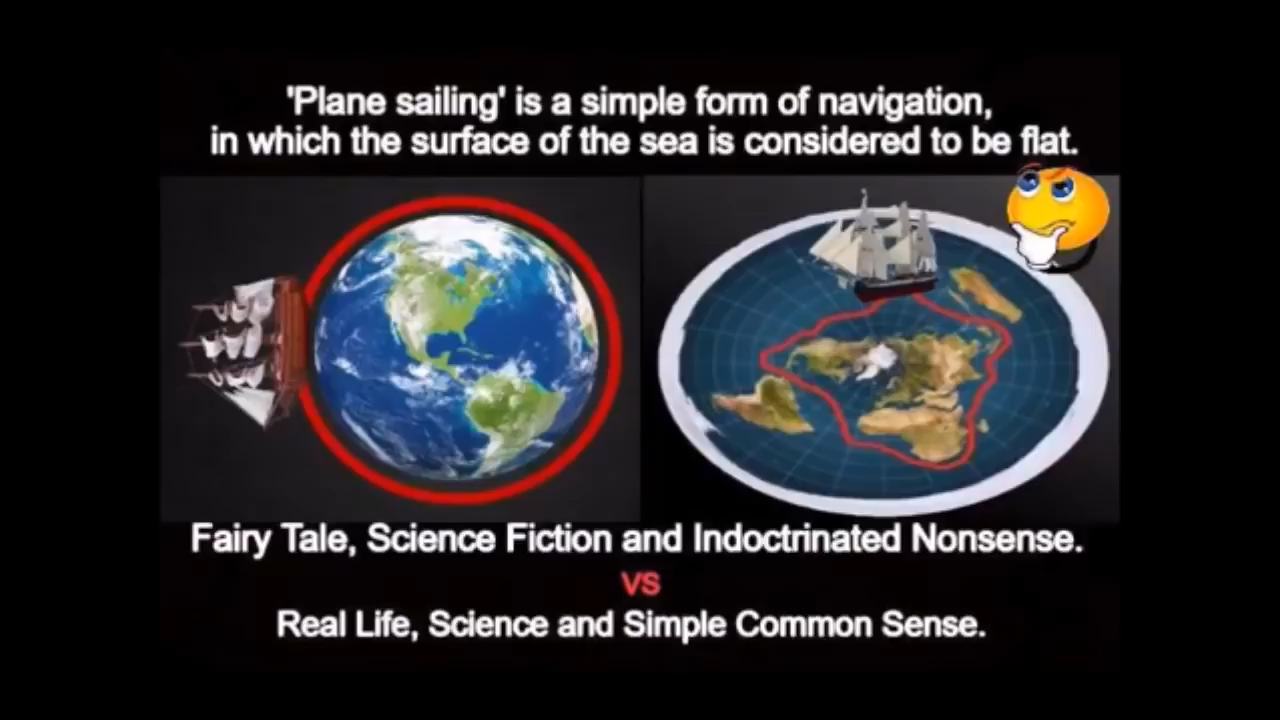 'Plane sailing' is a simple form of navigation,
in which the surface of the sea is considered to be flat.
Fairy Tale, Science Fiction and Indoctrinated Nonsense.
VS
Real Life, Science and Simple Common Sense.